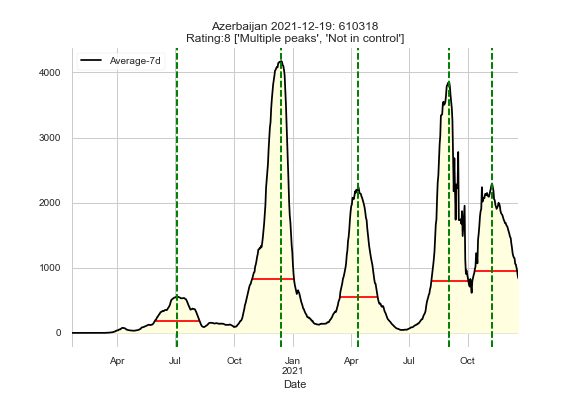 Azerbaijan 2021-12-19: 610318
Rating:8 ['Multiple peaks', 'Not in control']
Average-7d
4000
3000
2000
1000
0
Apr
Jul
Oct
Jan
2021
Apr
Jul
Oct
Date